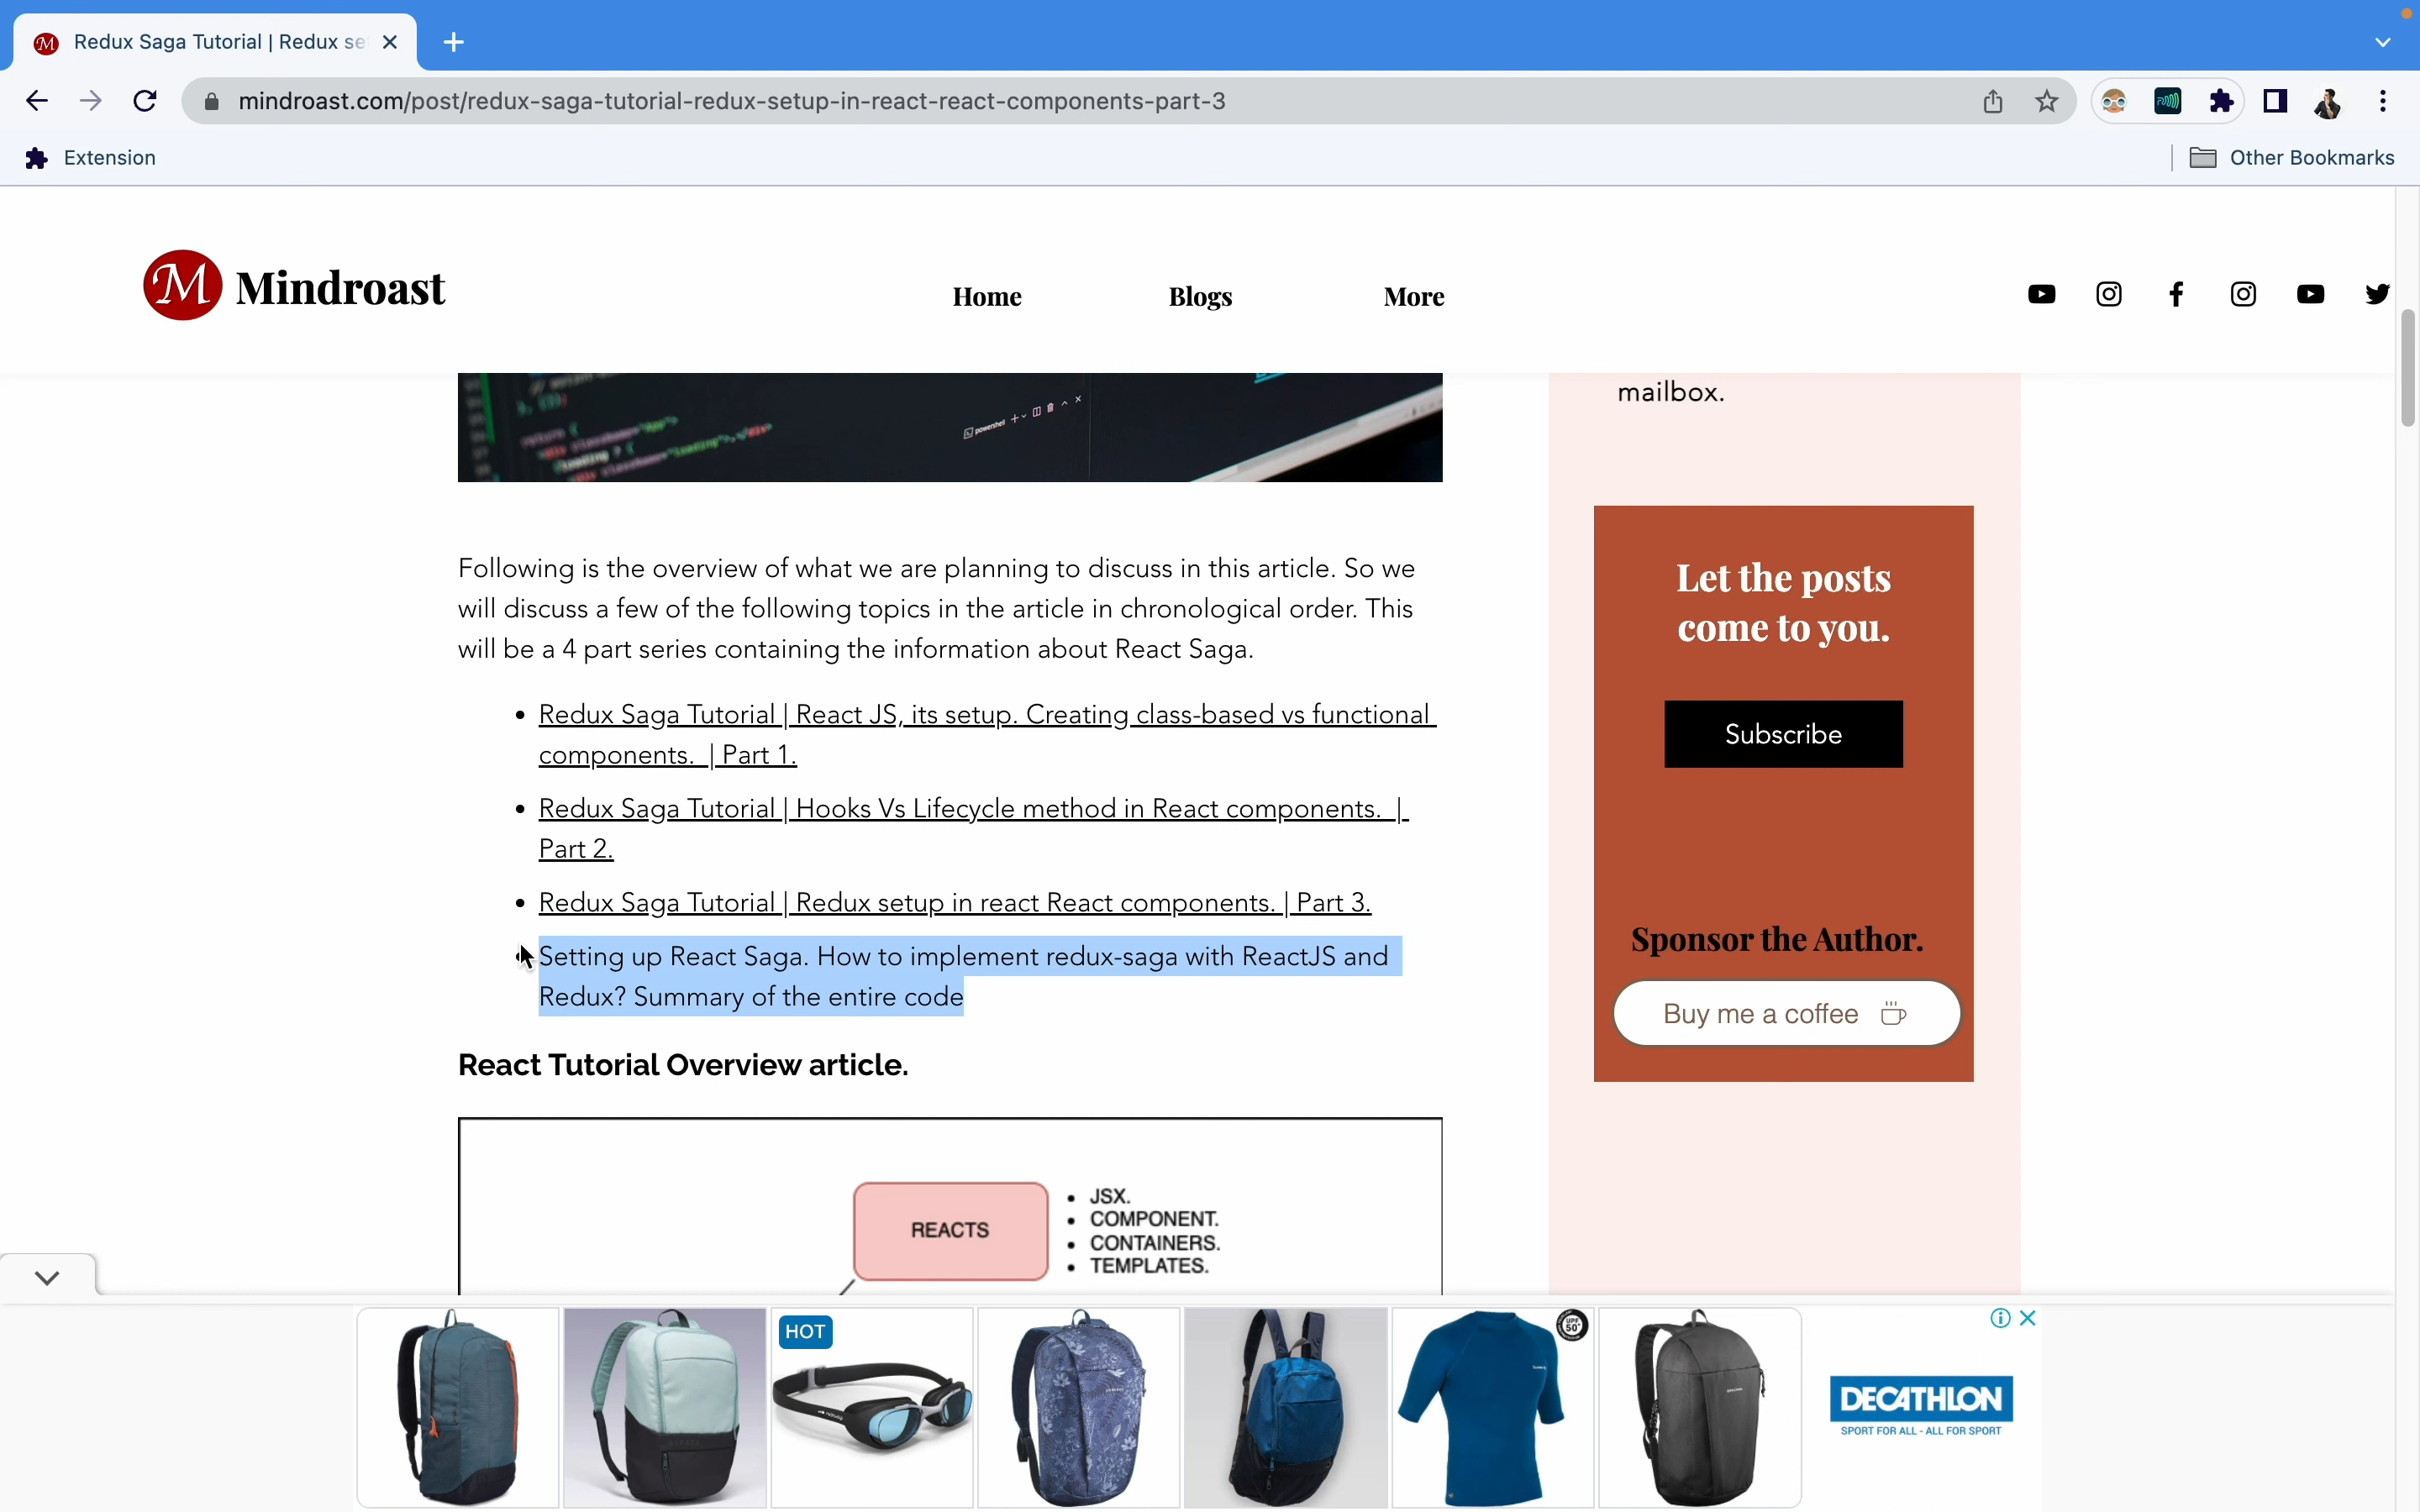 Redux Saga Tutorial | Redux se
mindroast.com/post/redux-saga-tutorial-redux-setup-in-react-react-components-part-3
Extension
Other Bookmarks
M Mindroast
Home
Blogs
More
return (
powershell
mailbox.
Following is the overview of what we are planning to discuss in this article. So we
will discuss a few of the following topics in the article in chronological order. This
will be a 4 part series containing the information about React Saga.
Redux Saga Tutorial | React JS, its setup. Creating class-based vs functional
components. | Part 1.
Redux Saga Tutorial | Hooks Vs Lifecycle method in React components. |
Part 2.
Redux Saga Tutorial | Redux setup in react React components. | Part 3.
Setting up React Saga. How to implement redux-saga with ReactJS and
Redux? Summary of the entire code
React Tutorial Overview article.
REACTS
JSX.
COMPONENT.
CONTAINERS.
TEMPLATES.
Let the posts
come to you.
Subscribe
Sponsor the Author.
Buy me a coffee
HOT
UPF
50+
DECATHLON
SPORT FOR ALL - ALL FOR SPORT